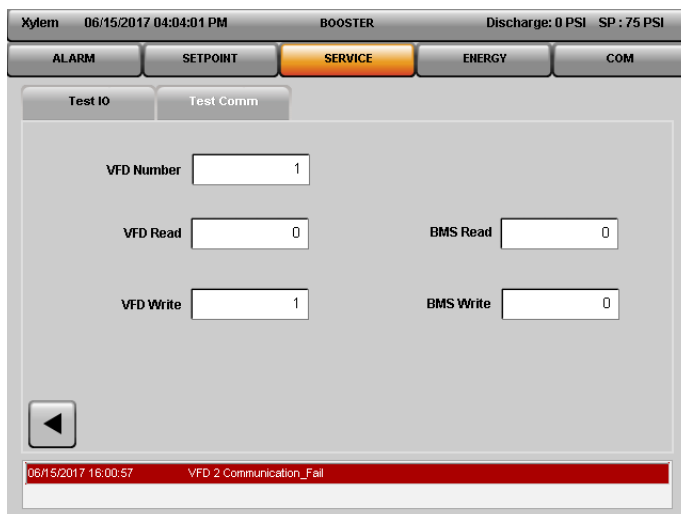 Xylem 06/15/2017 04:04:01 PM BOOSTER Discharge: 0 PSI SP : 75 PSI
ALARM SETPOINT SERVICE ENERGY COM
Test IO Test Comm
VFD Number 1
VFD Read 0 BMS Read 0
VFD Write 1 BMS Write 0
06/15/2017 16:00:57 VFD 2 Communication_Fail